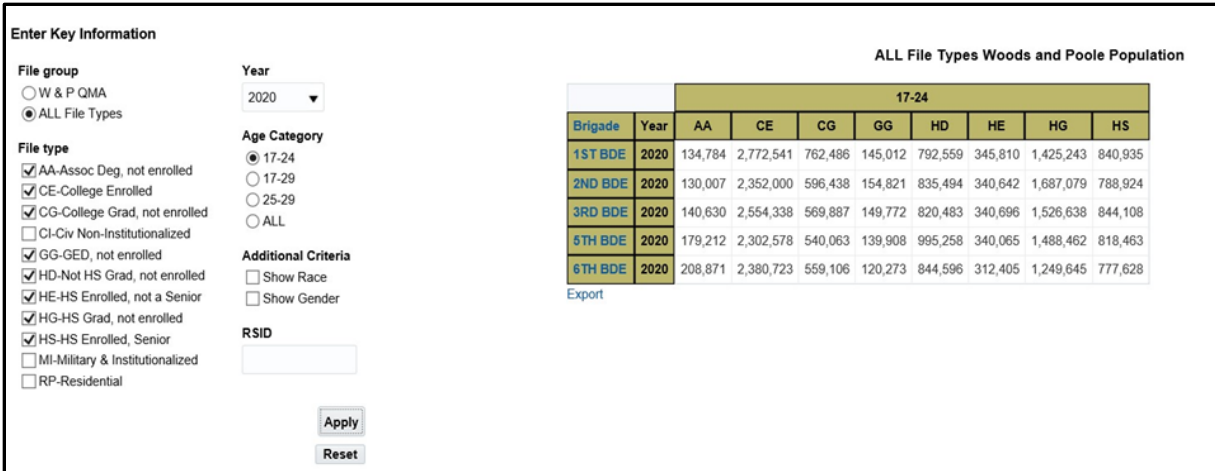 Enter Key Information
File group
W & P QMA
ALL File Types
File type
AA-Assoc Deg, not enrolled
CE-College Enrolled
CG-College Grad, not enrolled
CI-Civ Non-Institutionalized
GG-GED, not enrolled
HD-Not HS Grad, not enrolled
HE-HS Enrolled, not a Senior
HG-HS Grad, not enrolled
HS-HS Enrolled, Senior
MI-Military & Institutionalized
RP-Residential
Year
2020
Age Category
17-24
17-29
25-29
ALL
Additional Criteria
Show Race
Show Gender
RSID
Apply
Reset
ALL File Types Woods and Poole Population
17-24
Brigade Year AA CE CG GG HD HE HG HS
1ST BDE 2020 134,784 2,772,541 762,486 145,012 792,559 345,810 1,425,243 840,935
2ND BDE 2020 130,007 2,352,000 596,438 154,821 835,494 340,642 1,687,079 788,924
3RD BDE 2020 140,630 2,554,338 569,887 149,772 820,483 340,696 1,526,638 844,108
5TH BDE 2020 179,212 2,302,578 540,063 139,908 995,258 340,065 1,488,462 818,463
6TH BDE 2020 208,871 2,380,723 559,106 120,273 844,596 312,405 1,249,645 777,628
Export